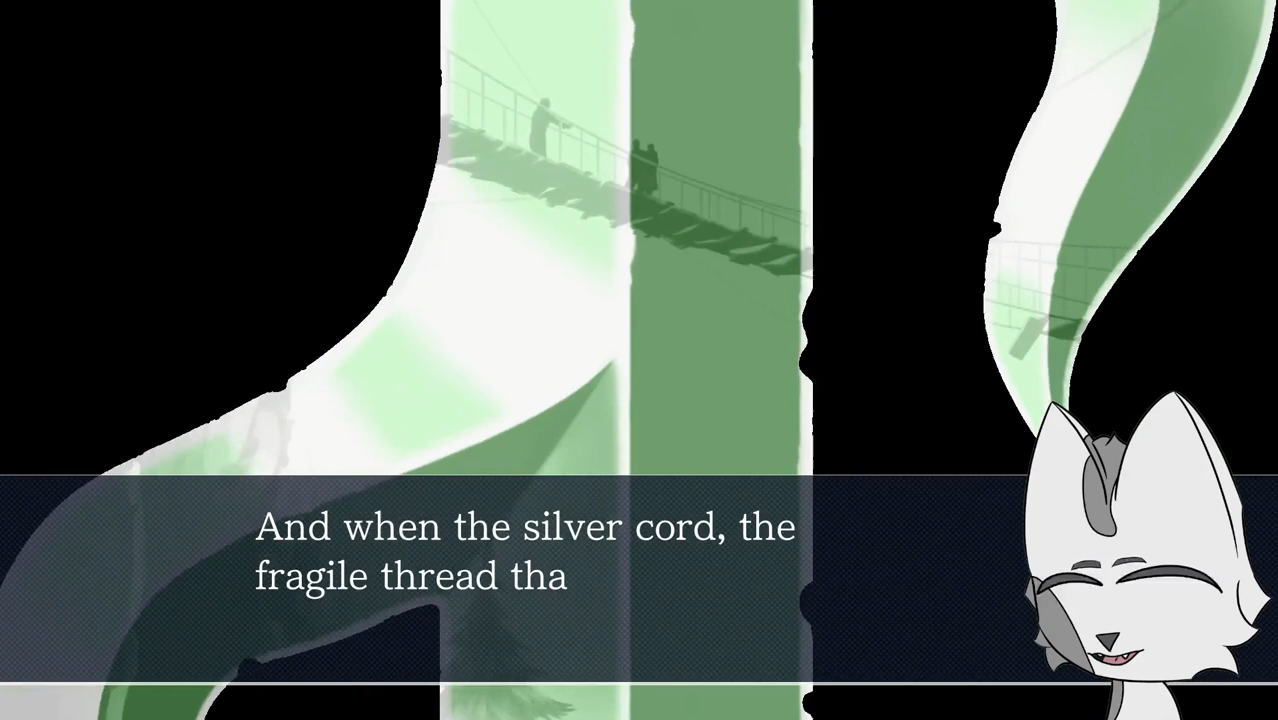 And when the silver cord, the
fragile thread tha